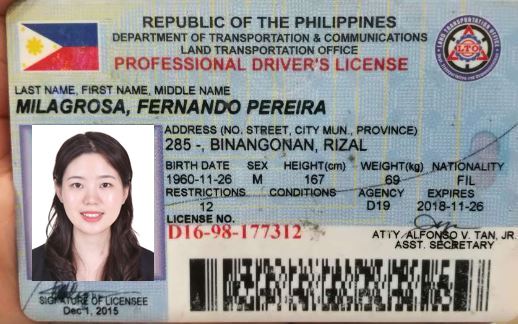 REPUBLIC OF THE PHILIPPINES
DEPARTMENT OF TRANSPORTATION & COMMUNICATIONS
LAND TRANSPORTATION OFFICE
PROFESSIONAL DRIVER'S LICENSE
LTO
LAST NAME, FIRST NAME, MIDDLE NAME
MILAGROSA, FERNANDO PEREIRA
ADDRESS (NO. STREET, CITY MUN., PROVINCE)
285 -, BINANGONAN, RIZAL
BIRTH DATE SEX HEIGHT(cm) WEIGHT(kg) NATIONALITY
1960-11-26 M 167 69 FIL
RESTRICTIONS CONDITIONS AGENCY EXPIRES
12 D19 2018-11-26
LICENSE NO.
D16-98-177312
ATTY. ALFONSO V. TAN, JR.
ASST. SECRETARY
SIGNATURE OF LICENSEE
Dec 1, 2015